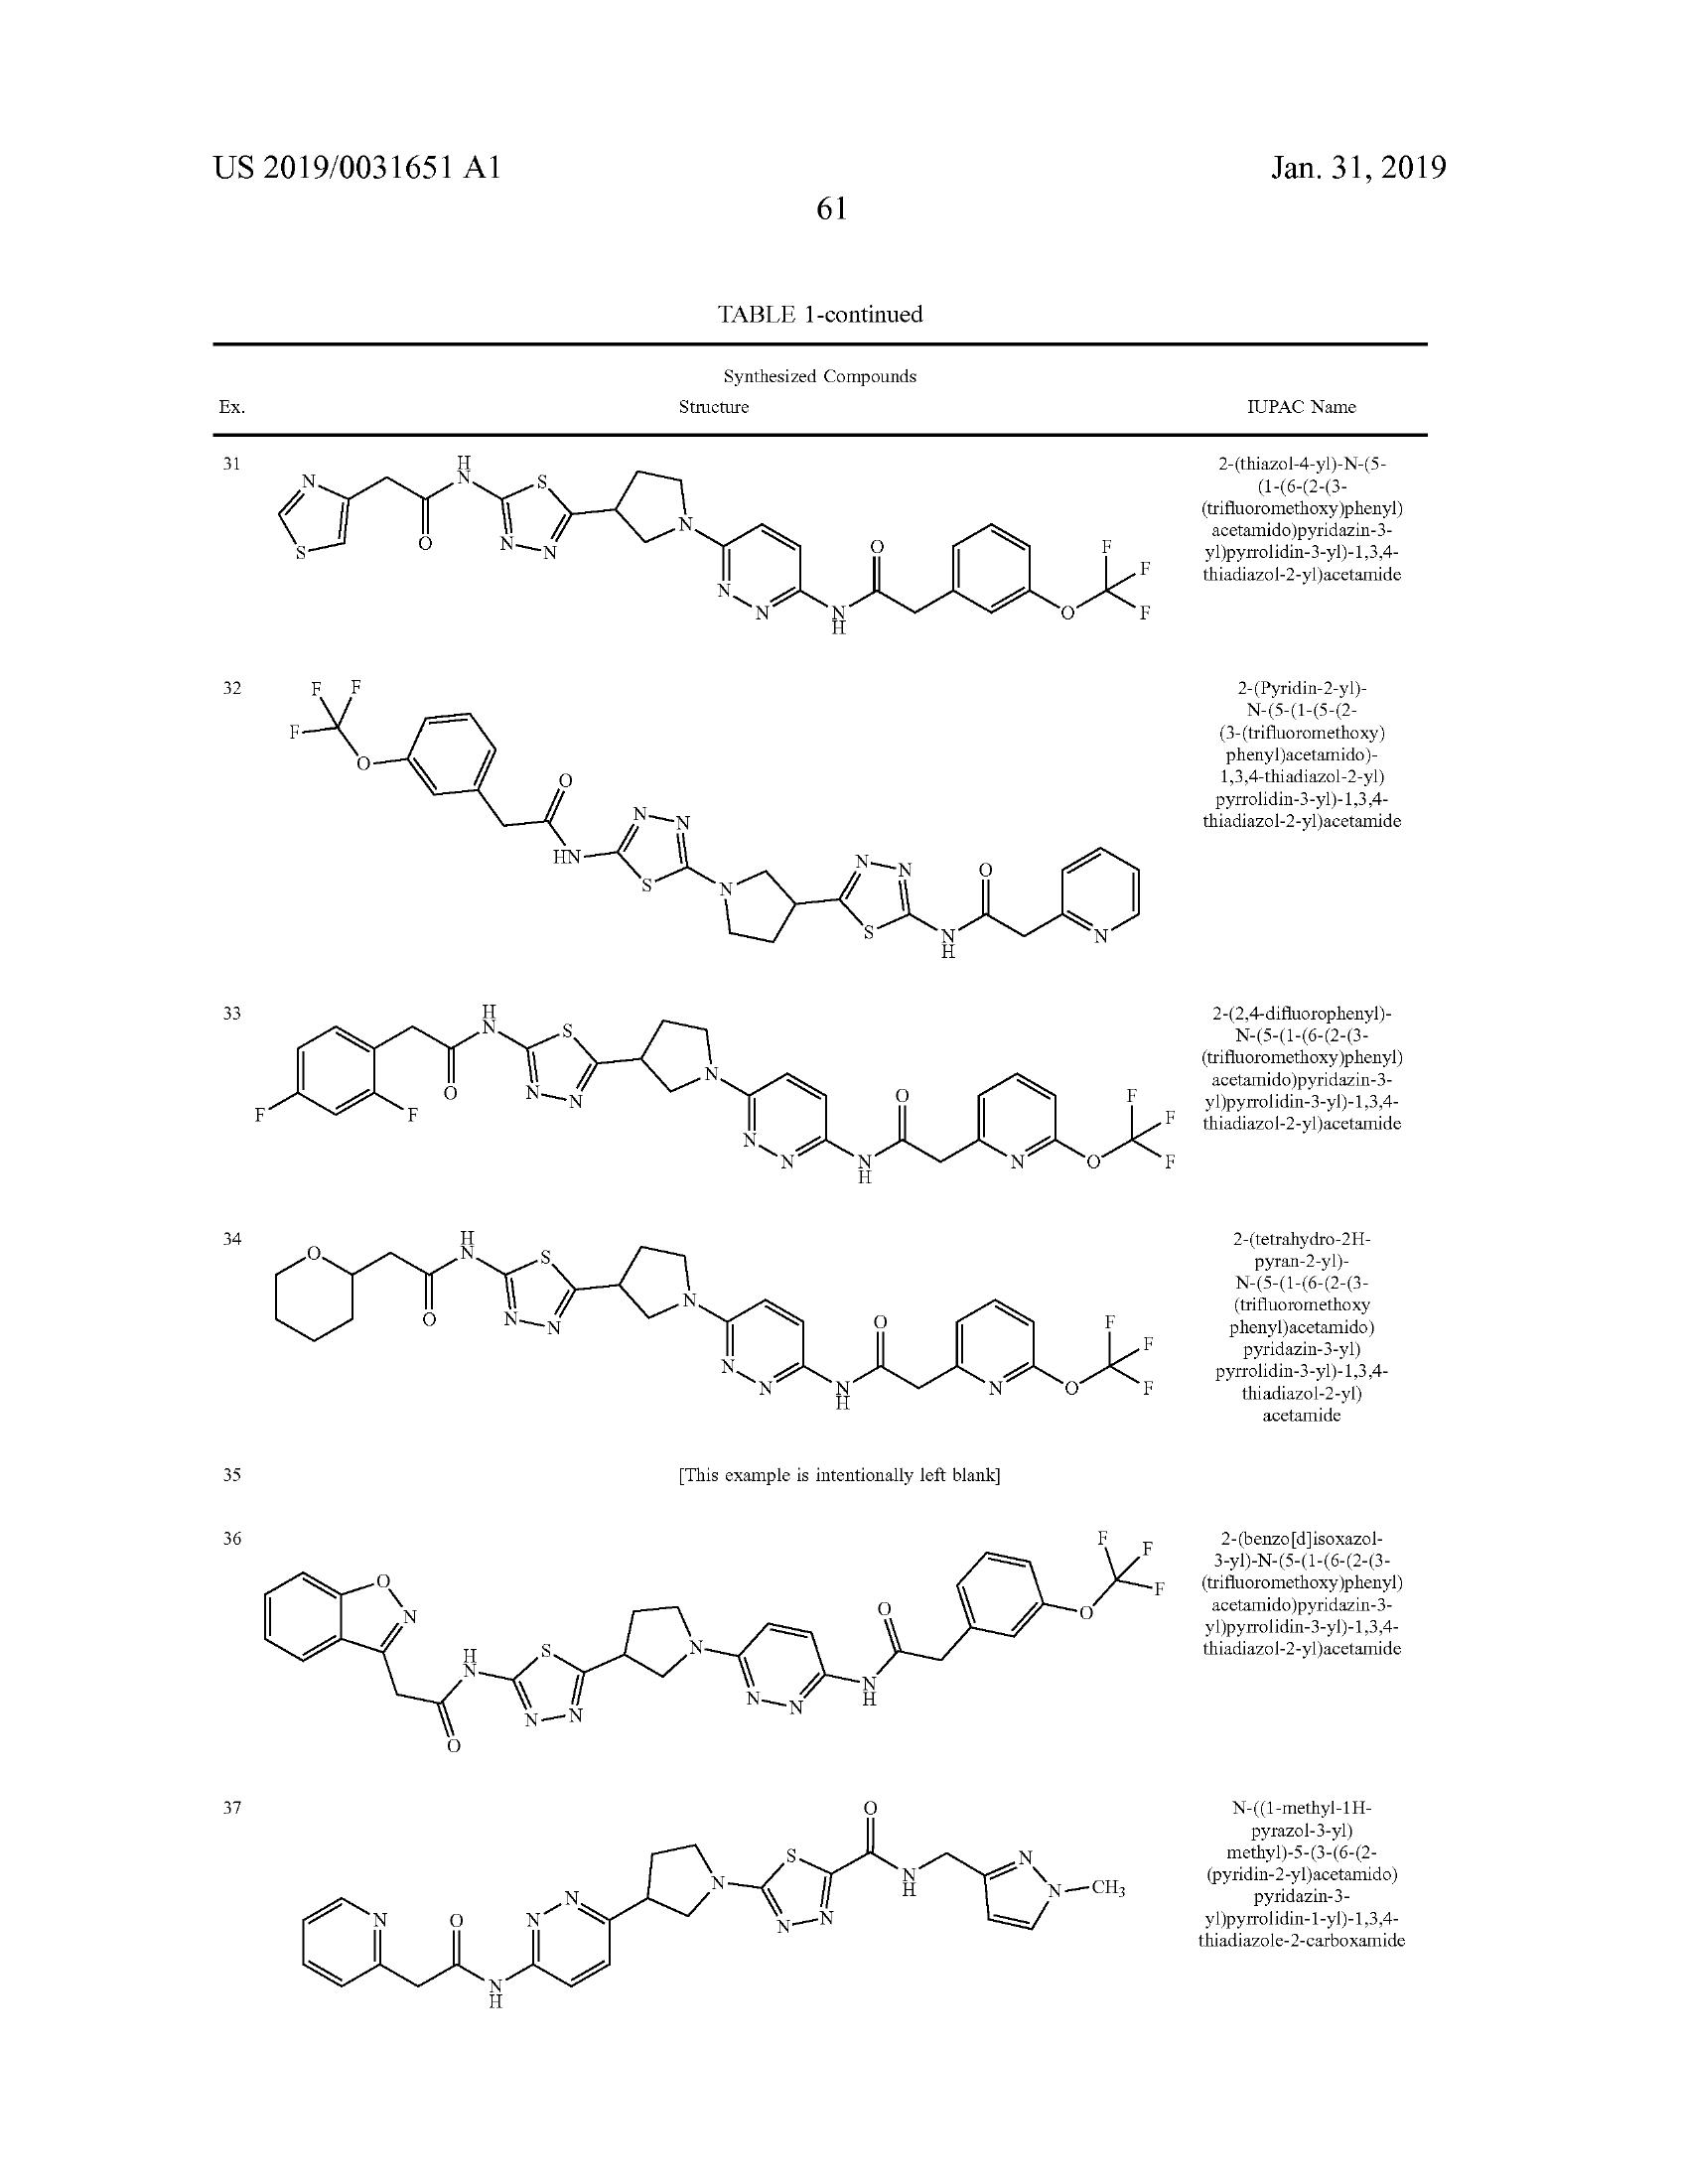 US 2019/0031651 A1
Jan. 31, 2019
61
TABLE 1-continued
Synthesized Compounds
Ex.
Structure
IUPAC Name
31
H
N
S
N
O
N
N
S
N
N
N
O
N
H
O
F
F
F
2-(thiazol-4-yl)-N-(5-
(1-(6-(2-(3-
(trifluoromethoxy)phenyl)
acetamido)pyridazin-3-
yl)pyrrolidin-3-yl)-1,3,4-
thiadiazol-2-yl)acetamide
32
F
F
F
O
O
HN
N
N
S
N
N
N
S
N
H
O
N
2-(Pyridin-2-yl)-
N-(5-(1-(5-(2-
(3-(trifluoromethoxy)
phenyl)acetamido)-
1,3,4-thiadiazol-2-yl)
pyrrolidin-3-yl)-1,3,4-
thiadiazol-2-yl)acetamide
33
H
N
S
O
N
N
F
F
N
N
N
O
N
H
N
O
F
F
F
2-(2,4-difluorophenyl)-
N-(5-(1-(6-(2-(3-
(trifluoromethoxy)phenyl)
acetamido)pyridazin-3-
yl)pyrrolidin-3-yl)-1,3,4-
thiadiazol-2-yl)acetamide
34
H
N
O
S
O
N
N
N
N
N
O
N
H
N
O
F
F
F
2-(tetrahydro-2H-
pyran-2-yl)-
N-(5-(1-(6-(2-(3-
(trifluoromethoxy
phenyl)acetamido)
pyridazin-3-yl)
pyrrolidin-3-yl)-1,3,4-
thiadiazol-2-yl)
acetamide
35
[This example is intentionally left blank]
36
O
N
H
N
S
O
N
N
N
N
N
O
N
H
O
F
F
F
2-(benzo[d]isoxazol-
3-yl)-N-(5-(1-(6-(2-(3-
(trifluoromethoxy)phenyl)
acetamido)pyridazin-3-
yl)pyrrolidin-3-yl)-1,3,4-
thiadiazol-2-yl)acetamide
37
N
O
N
H
N
N
N
S
N
N
O
N
H
N
N
CH3
N-((1-methyl-1H-
pyrazol-3-yl)
methyl)-5-(3-(6-(2-
(pyridin-2-yl)acetamido)
pyridazin-3-
yl)pyrrolidin-1-yl)-1,3,4-
thiadiazole-2-carboxamide